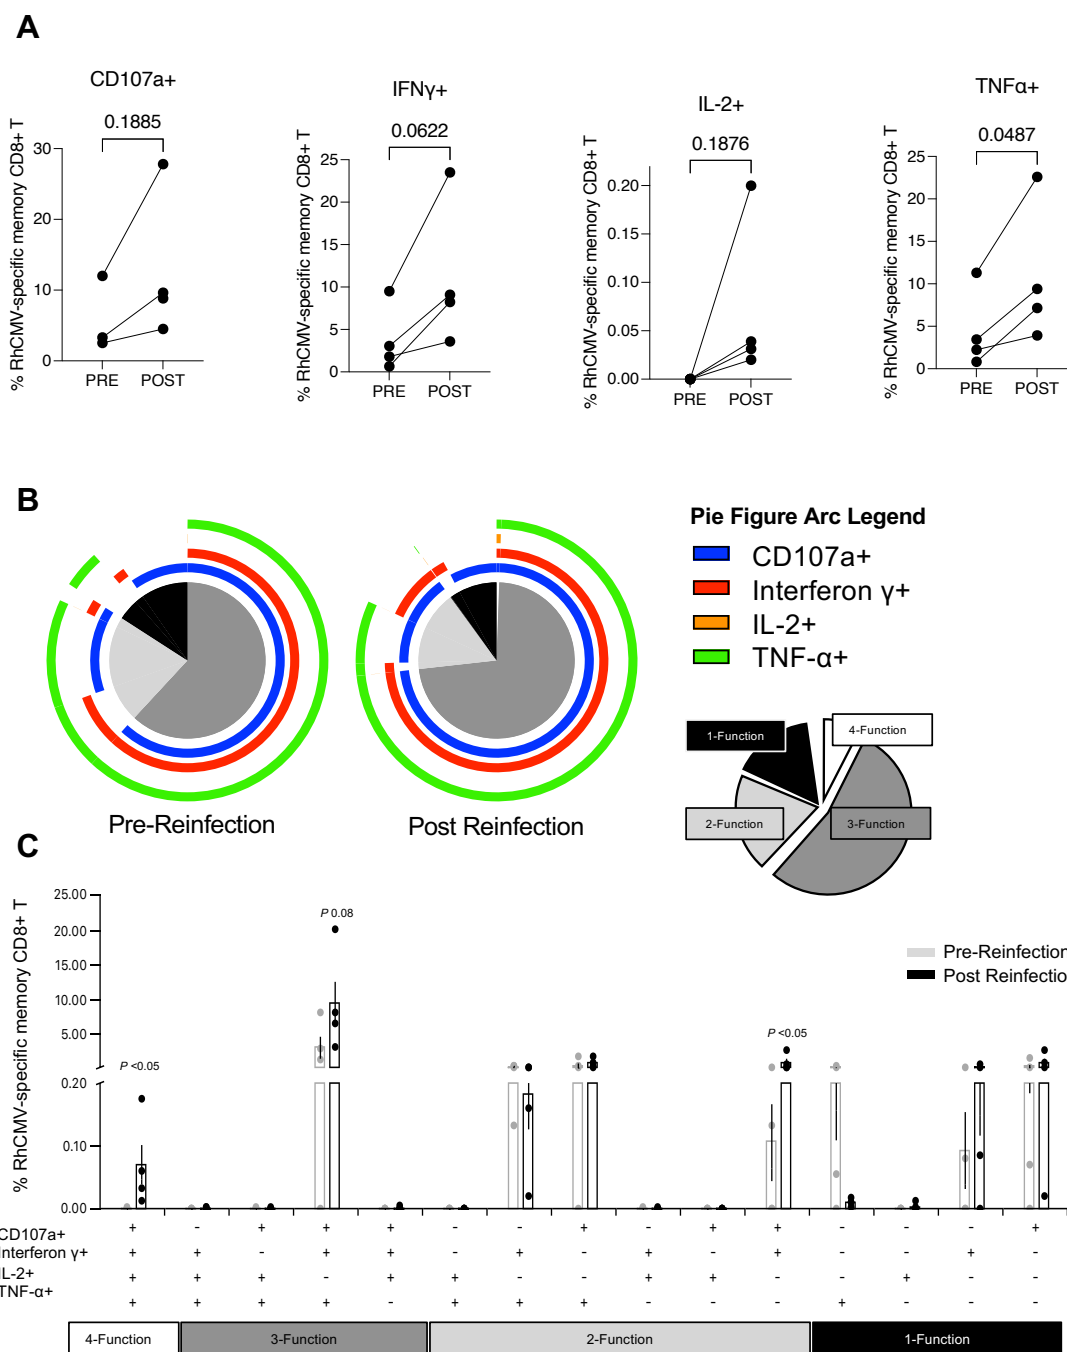 A
CD107a+
IFNγ+
IL-2+
TNFα+
0.1885
0.0622
0.1876
0.0487
% RhCMV-specific memory CD8+ T
30
20
10
0
PRE POST
% RhCMV-specific memory CD8+ T
25
20
15
10
5
0
PRE POST
% RhCMV-specific memory CD8+ T
0.20
0.15
0.10
0.05
0.00
PRE POST
% RhCMV-specific memory CD8+ T
25
20
15
10
5
0
PRE POST
B
Pre-Reinfection
Post Reinfection
Pie Figure Arc Legend
CD107a+
Interferon γ+
IL-2+
TNF-α+
1-Function
4-Function
2-Function
3-Function
C
% RhCMV-specific memory CD8+ T
25.00
20.00
15.00
10.00
5.00
0.20
0.10
0.00
P <0.05
P 0.08
P <0.05
Pre-Reinfection
Post Reinfectio
CD107a+ + - - + + - - + - - + - - - +
Interferon γ+ + + - + + - + - + - + - - + -
IL-2+ + + + - + + - - + + - - + - -
TNF-α+ + + + + - + + + - - - + - - -
4-Function
3-Function
2-Function
1-Function